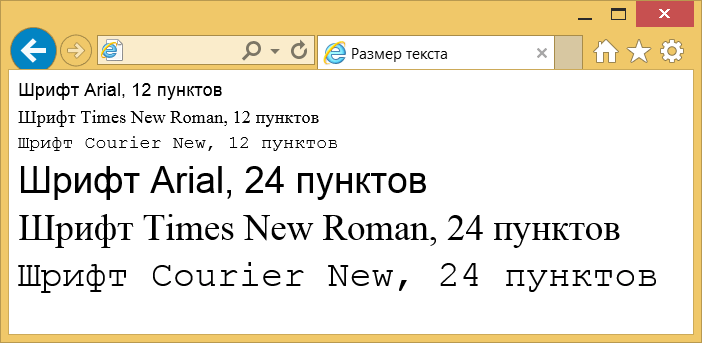 Размер текста
Шрифт Arial, 12 пунктов
Шрифт Times New Roman, 12 пунктов
Шрифт Courier New, 12 пунктов
Шрифт Arial, 24 пунктов
Шрифт Times New Roman, 24 пунктов
Шрифт Courier New, 24 пунктов